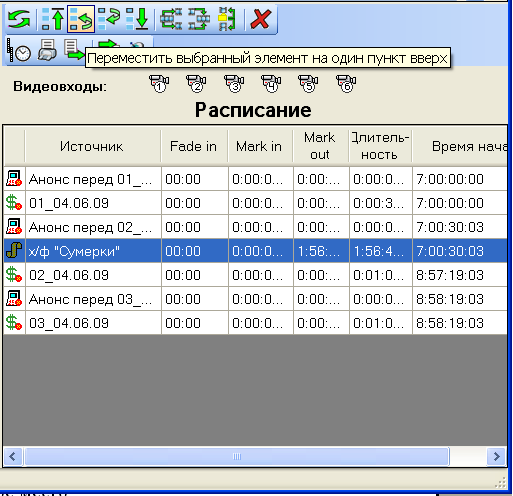 Переместить выбранный элемент на один пункт вверх
Видеовходы: 1 2 3 4 5 6
Расписание
Источник Fade in Mark in Mark out Длитель-ность Время нача
Анонс перед 01_... 00:00 0:00:0... 0:00:... 0:00:0... 7:00:00:00
01_04.06.09 00:00 0:00:0... 0:00:... 0:00:3... 7:00:00:03
Анонс перед 02_... 00:00 0:00:0... 0:00:... 0:00:0... 7:00:30:03
х/ф "Сумерки" 00:00 0:00:0... 1:56:... 1:56:4... 7:00:30:03
02_04.06.09 00:00 0:00:0... 0:00:... 0:01:0... 8:57:19:03
Анонс перед 03_... 00:00 0:00:0... 0:00:... 0:00:0... 8:58:19:03
03_04.06.09 00:00 0:00:0... 0:00:... 0:01:0... 8:58:19:03